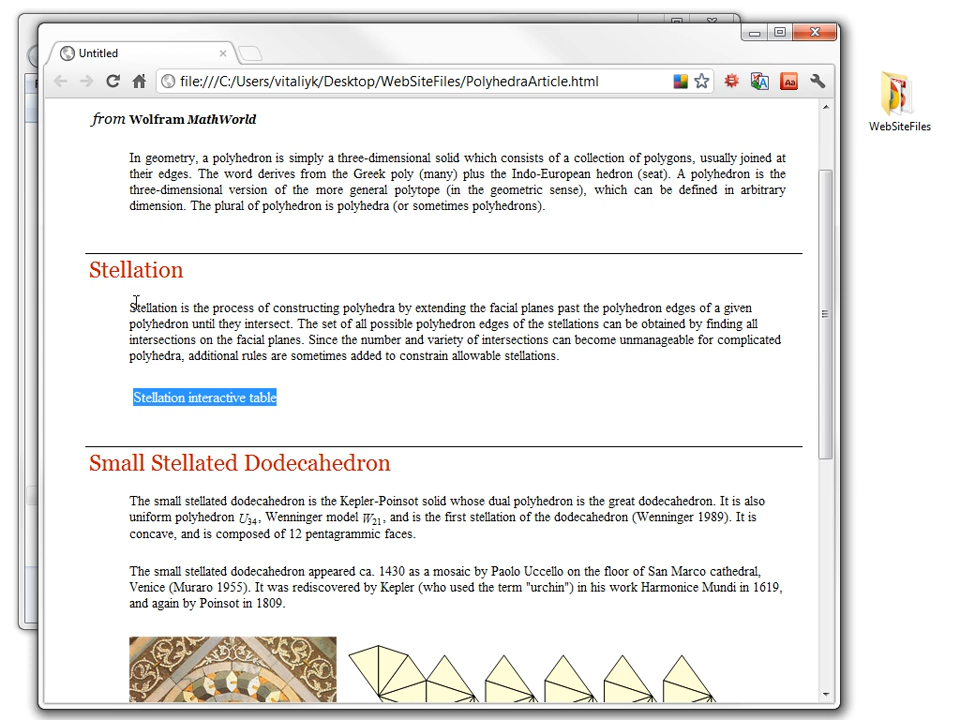 Untitled
file:///C:/Users/vitaliyk/Desktop/WebSiteFiles/PolyhedraArticle.html
Aa
WebSiteFiles
from Wolfram MathWorld
In geometry, a polyhedron is simply a three-dimensional solid which consists of a collection of polygons, usually joined at
their edges. The word derives from the Greek poly (many) plus the Indo-European hedron (seat). A polyhedron is the
three-dimensional version of the more general polytope (in the geometric sense), which can be defined in arbitrary
dimension. The plural of polyhedron is polyhedra (or sometimes polyhedrons).
Stellation
Stellation is the process of constructing polyhedra by extending the facial planes past the polyhedron edges of a given
polyhedron until they intersect. The set of all possible polyhedron edges of the stellations can be obtained by finding all
intersections on the facial planes. Since the number and variety of intersections can become unmanageable for complicated
polyhedra, additional rules are sometimes added to constrain allowable stellations.
Stellation interactive table
Small Stellated Dodecahedron
The small stellated dodecahedron is the Kepler-Poinsot solid whose dual polyhedron is the great dodecahedron. It is also
uniform polyhedron U34, Wenninger model W21, and is the first stellation of the dodecahedron (Wenninger 1989). It is
concave, and is composed of 12 pentagrammic faces.
The small stellated dodecahedron appeared ca. 1430 as a mosaic by Paolo Uccello on the floor of San Marco cathedral,
Venice (Muraro 1955). It was rediscovered by Kepler (who used the term "urchin") in his work Harmonice Mundi in 1619,
and again by Poinsot in 1809.